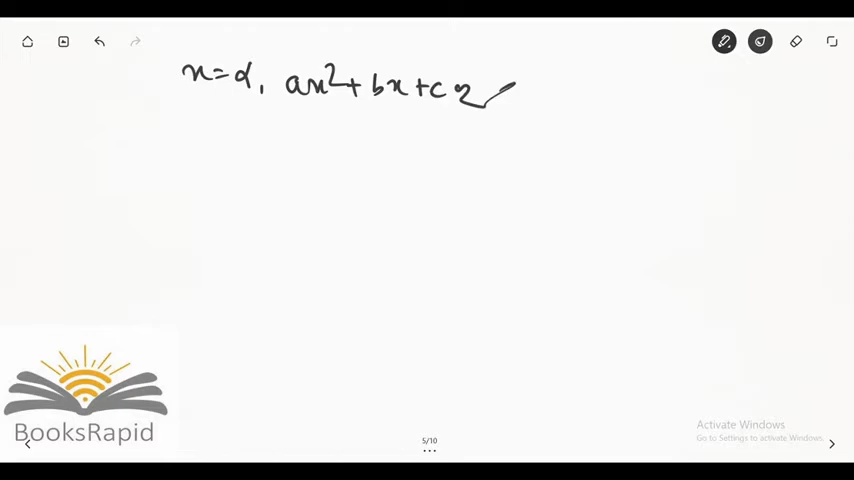 x=α, ax²+bx+c
BooksRapid
5/10
Activate Windows
Go to Settings to activate Windows.